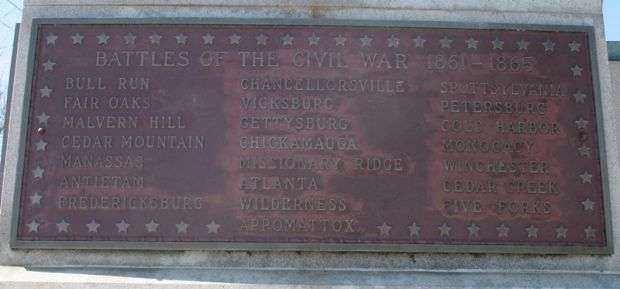 BATTLES OF THE CIVIL WAR 1861-1865
BULL RUN
FAIR OAKS
MALVERN HILL
CEDAR MOUNTAIN
MANASSAS
ANTIETAM
FREDERICKSBURG
CHANCELLORSVILLE
VICKSBURG
GETTYSBURG
CHICKAMAUGA
MISSIONARY RIDGE
ATLANTA
WILDERNESS
APPOMATTOX
SPOTTSYLVANIA
PETERSBURG
COLD HARBOR
MONOCACY
WINCHESTER
CEDAR CREEK
FIVE FORKS